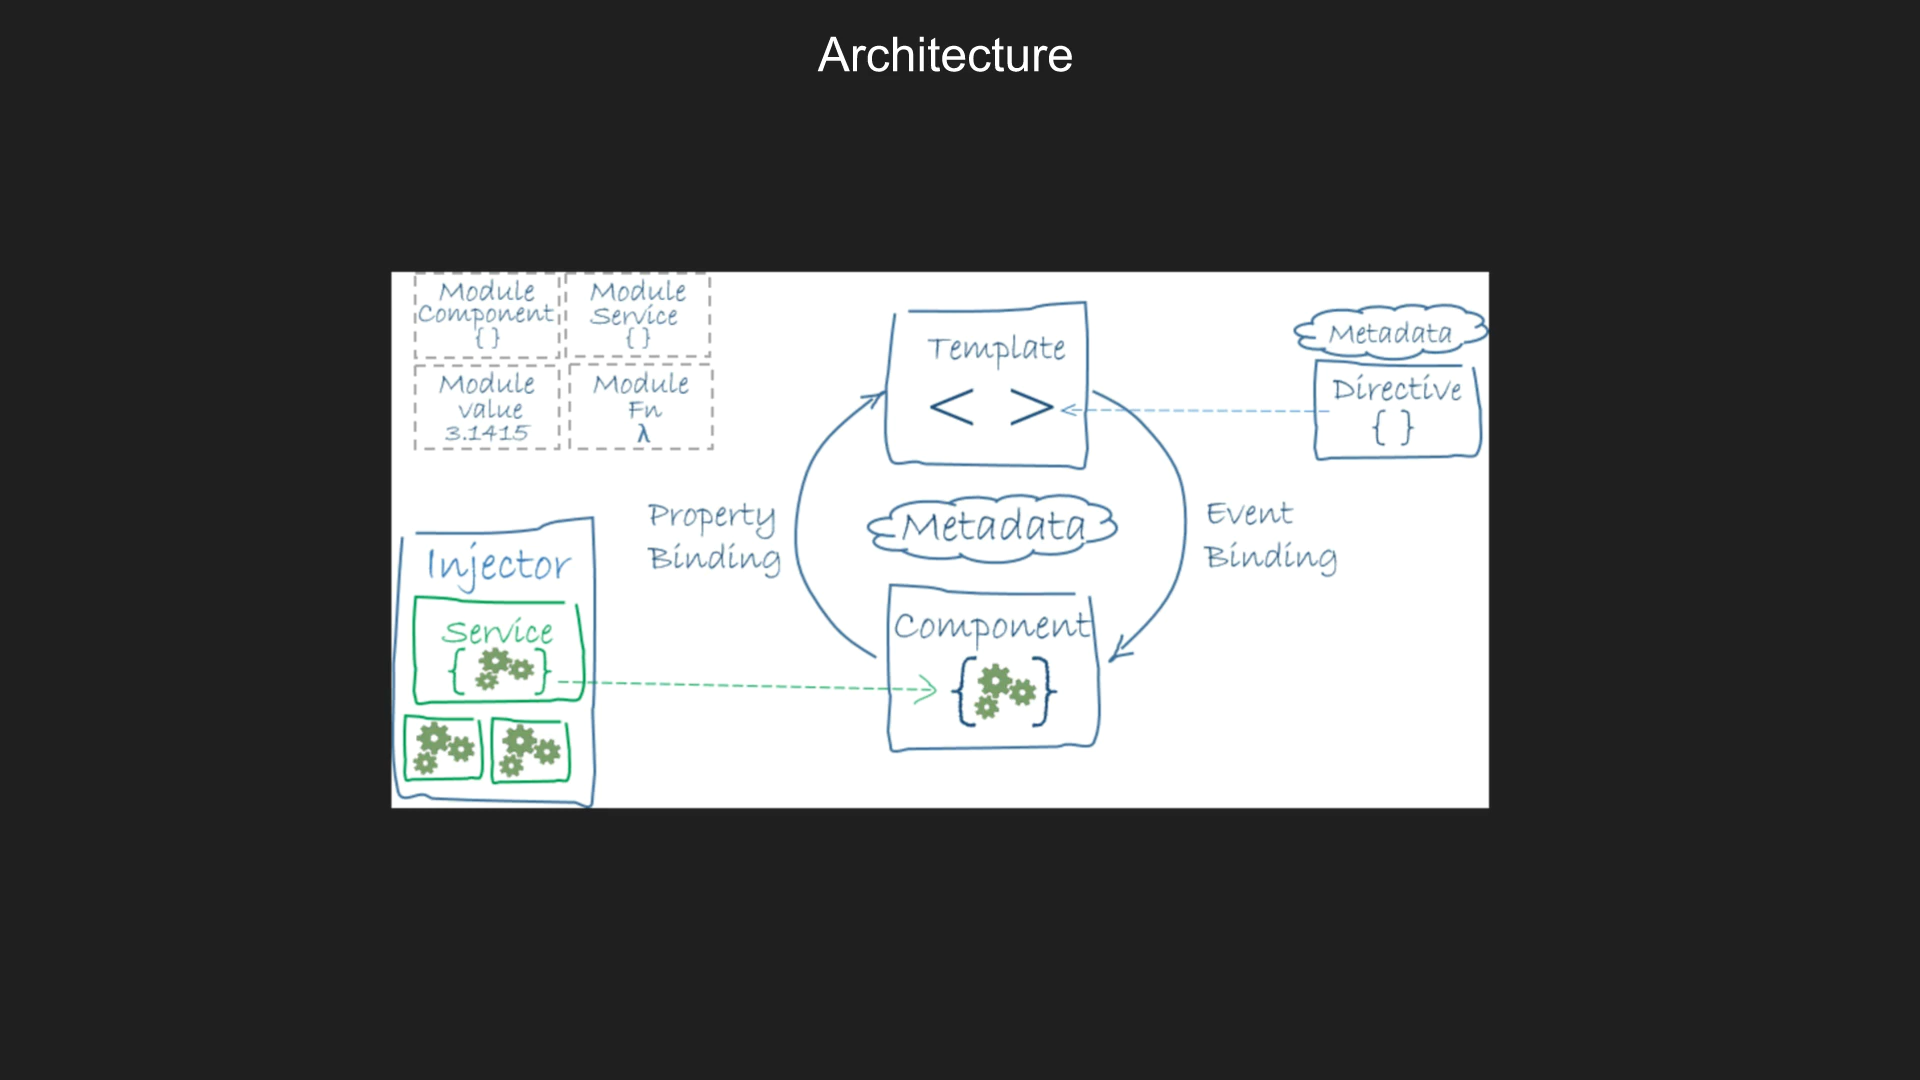 Architecture
Module
Component
{ }
Module
Service
{ }
Module
value
3.1415
Module
Fn
λ
Template
< >
Metadata
Directive
{ }
Property
Binding
Metadata
Event
Binding
Injector
Service
{ }
Component
{ }